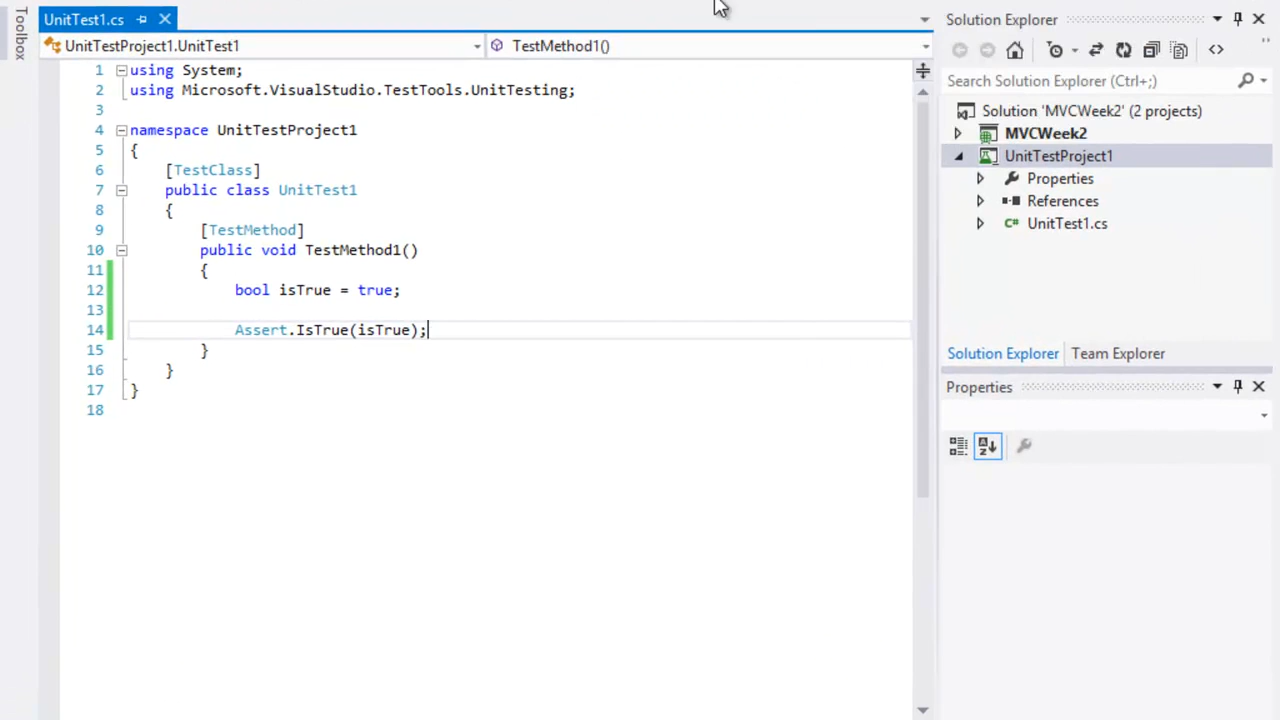 Toolbox
UnitTest1.cs
UnitTestProject1.UnitTest1
TestMethod1()
1 using System;
2 using Microsoft.VisualStudio.TestTools.UnitTesting;
3
4 namespace UnitTestProject1
5 {
6 [TestClass]
7 public class UnitTest1
8 {
9 [TestMethod]
10 public void TestMethod1()
11 {
12 bool isTrue = true;
13
14 Assert.IsTrue(isTrue);
15 }
16 }
17 }
18
Solution Explorer
Search Solution Explorer (Ctrl+;)
Solution 'MVCWeek2' (2 projects)
MVCWeek2
UnitTestProject1
Properties
References
C# UnitTest1.cs
Solution Explorer Team Explorer
Properties